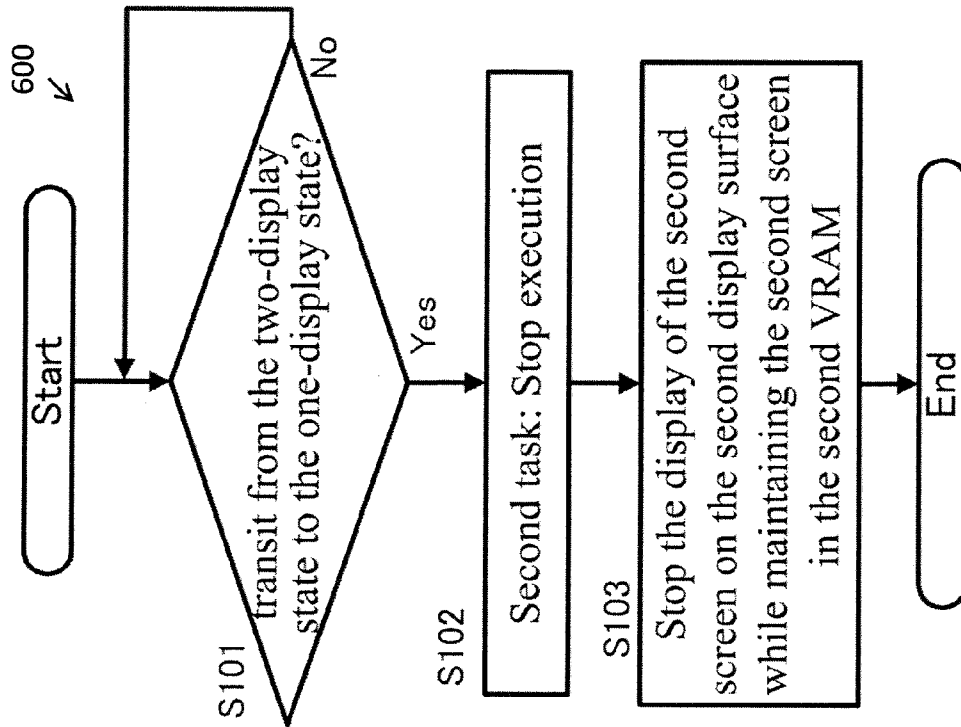 600
Start
S101
transit from the two-display
state to the one-display state?
No
Yes
S102
Second task: Stop execution
S103
Stop the display of the second
screen on the second display surface
while maintaining the second screen
in the second VRAM
End